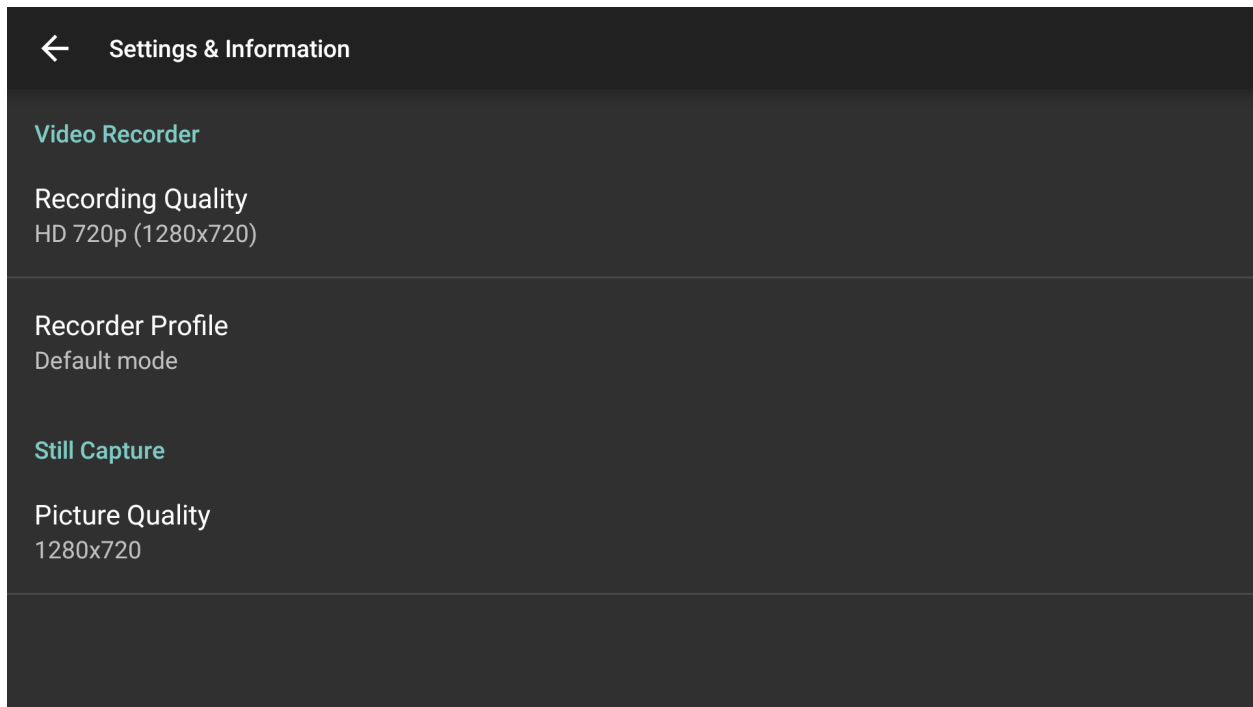 Settings & Information
Video Recorder
Recording Quality
HD 720p (1280x720)
Recorder Profile
Default mode
Still Capture
Picture Quality
1280x720